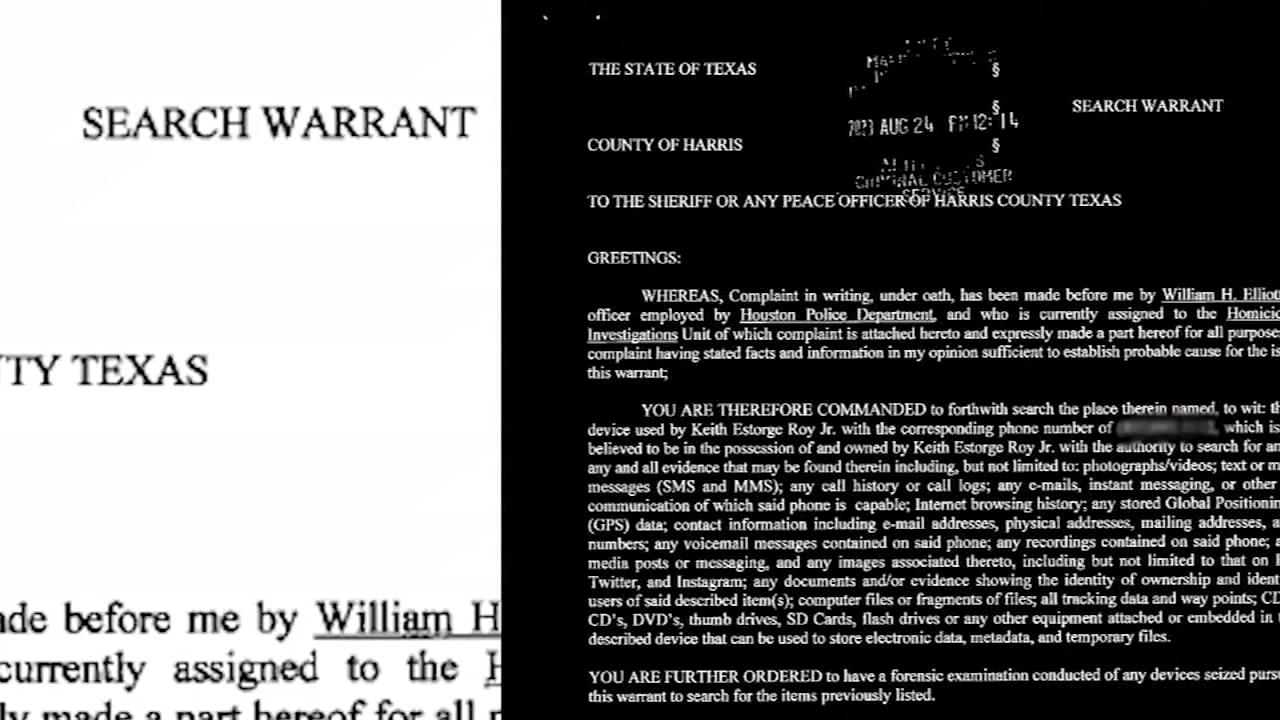 SEARCH WARRANT
TY TEXAS
ade before me by William H
currently assigned to the H
ly made a part hereof for all
THE STATE OF TEXAS §
§ SEARCH WARRANT
AUG 24 PM 12: 14
COUNTY OF HARRIS §
CRIMINAL CUSTOMER
SERVICE
TO THE SHERIFF OR ANY PEACE OFFICER OF HARRIS COUNTY TEXAS
GREETINGS:
WHEREAS, Complaint in writing, under oath, has been made before me by William H. Elliott
officer employed by Houston Police Department, and who is currently assigned to the Homicid
Investigations Unit of which complaint is attached hereto and expressly made a part hereof for all purpose
complaint having stated facts and information in my opinion sufficient to establish probable cause for the is
this warrant;
YOU ARE THEREFORE COMMANDED to forthwith search the place therein named, to wit: th
device used by Keith Estorge Roy Jr. with the corresponding phone number of , which is
believed to be in the possession of and owned by Keith Estorge Roy Jr. with the authority to search for an
any and all evidence that may be found therein including, but not limited to: photographs/videos; text or m
messages (SMS and MMS); any call history or call logs; any e-mails, instant messaging, or other
communication of which said phone is capable; Internet browsing history; any stored Global Positionin
(GPS) data; contact information including e-mail addresses, physical addresses, mailing addresses, a
numbers; any voicemail messages contained on said phone; any recordings contained on said phone; a
media posts or messaging, and any images associated thereto, including but not limited to that on F
Twitter, and Instagram; any documents and/or evidence showing the identity of ownership and ident
users of said described item(s); computer files or fragments of files; all tracking data and way points; CD
CD's, DVD's, thumb drives, SD Cards, flash drives or any other equipment attached or embedded in t
described device that can be used to store electronic data, metadata, and temporary files.
YOU ARE FURTHER ORDERED to have a forensic examination conducted of any devices seized pursu
this warrant to search for the items previously listed.